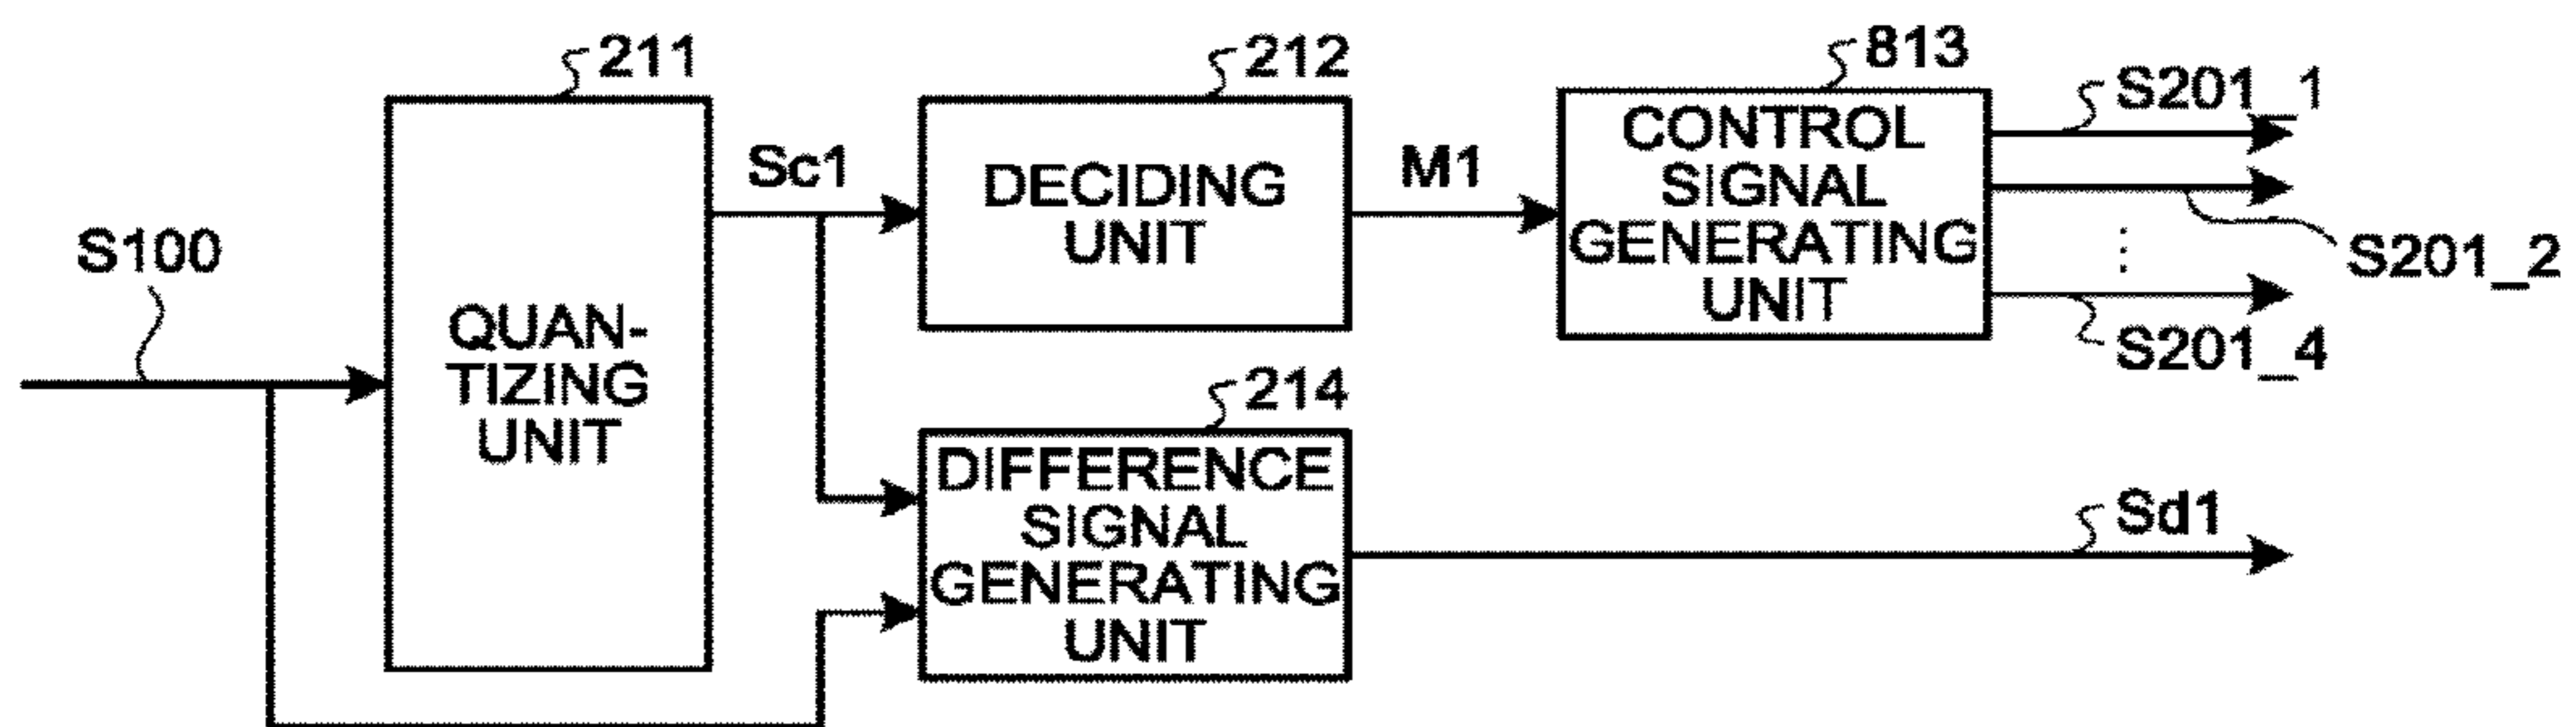 211
212
813
S201_1
Sc1
M1
CONTROL
SIGNAL
GENERATING
UNIT
DECIDING
UNIT
S201_2
S100
⋮
S201_4
QUAN-
TIZING
UNIT
214
DIFFERENCE
SIGNAL
GENERATING
UNIT
Sd1